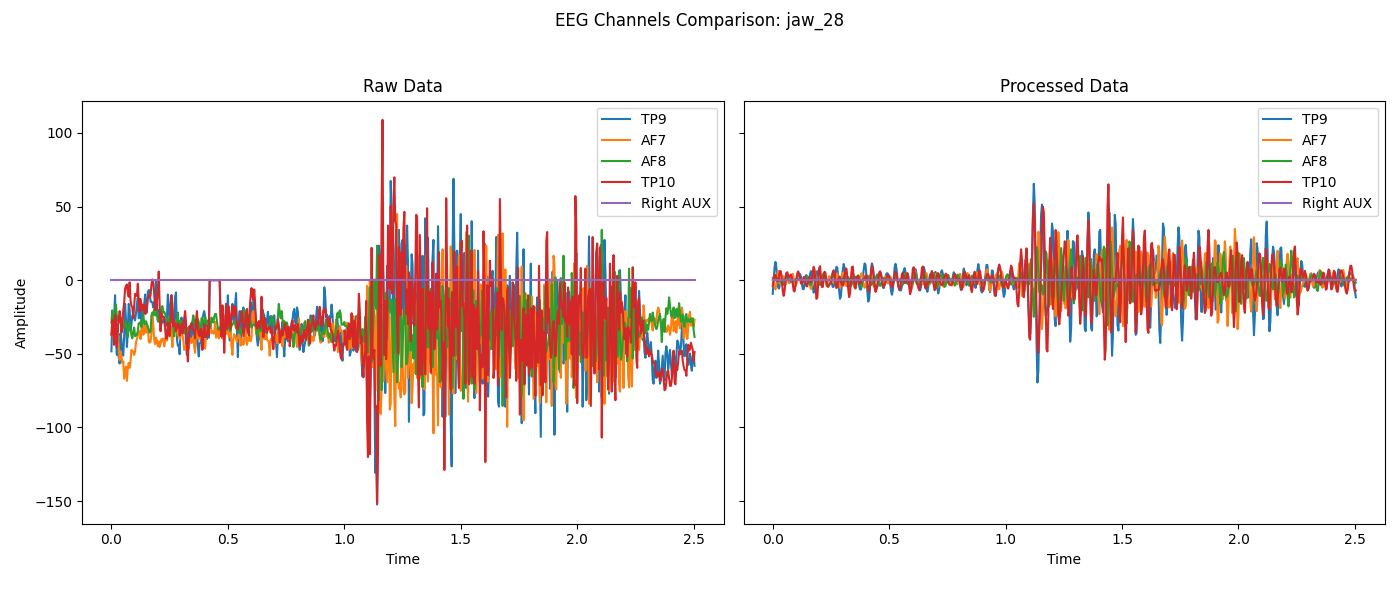 EEG Channels Comparison: jaw_28
Raw Data
Processed Data
TP9
AF7
AF8
TP10
Right AUX
TP9
AF7
AF8
TP10
Right AUX
Amplitude
100
50
0
−50
−100
−150
0.0 0.5 1.0 1.5 2.0 2.5
0.0 0.5 1.0 1.5 2.0 2.5
Time
Time